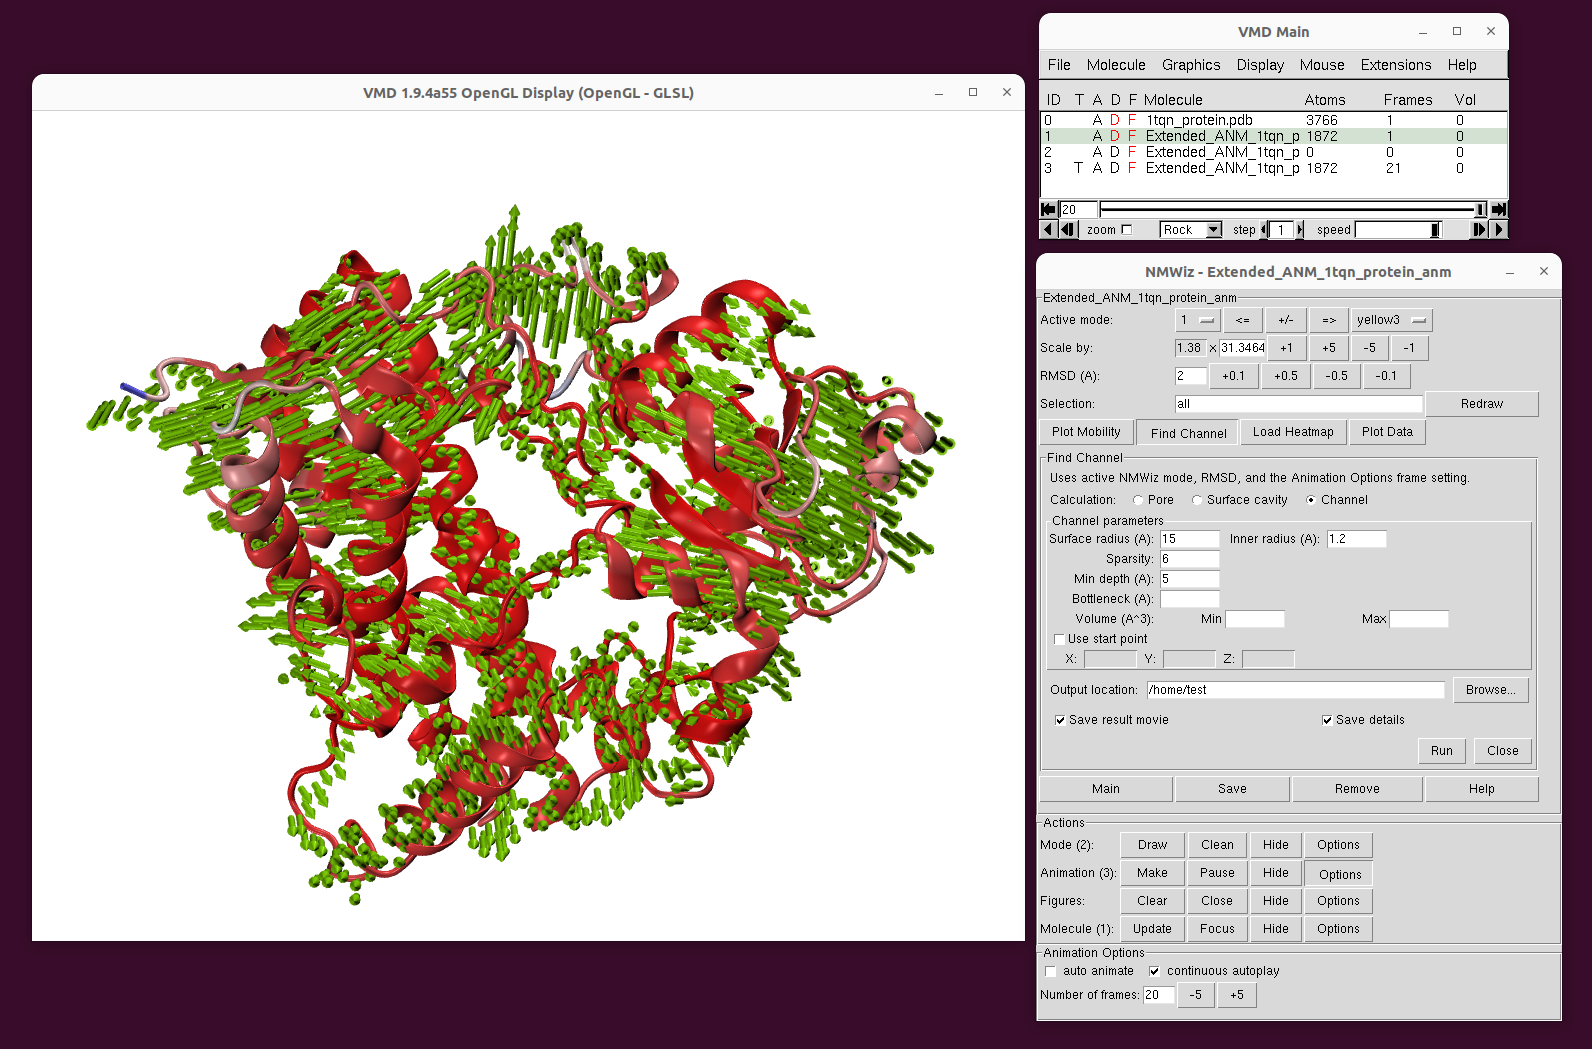 VMD Main
File Molecule Graphics Display Mouse Extensions Help
ID T A D F Molecule Atoms Frames Vol
0 A D F 1tqn_protein.pdb 3766 1 0
1 A D F Extended_ANM_1tqn_p 1872 1 0
2 A D F Extended_ANM_1tqn_p 0 0 0
3 T A D F Extended_ANM_1tqn_p 1872 21 0
20
zoom Rock step 1 speed
VMD 1.9.4a55 OpenGL Display (OpenGL - GLSL)
NMWiz - Extended_ANM_1tqn_protein_anm
Extended_ANM_1tqn_protein_anm
Active mode: 1 <= +/- => yellow3
Scale by: 1.38 x 31.3464 +1 +5 -5 -1
RMSD (A): 2 +0.1 +0.5 -0.5 -0.1
Selection: all Redraw
Plot Mobility Find Channel Load Heatmap Plot Data
Find Channel
Uses active NMWiz mode, RMSD, and the Animation Options frame setting.
Calculation: Pore Surface cavity Channel
Channel parameters
Surface radius (A): 15 Inner radius (A): 1.2
Sparsity: 6
Min depth (A): 5
Bottleneck (A):
Volume (A^3): Min Max
Use start point
X: Y: Z:
Output location: /home/test Browse...
Save result movie Save details
Run Close
Main Save Remove Help
Actions
Mode (2): Draw Clean Hide Options
Animation (3): Make Pause Hide Options
Figures: Clear Close Hide Options
Molecule (1): Update Focus Hide Options
Animation Options
auto animate continuous autoplay
Number of frames: 20 -5 +5